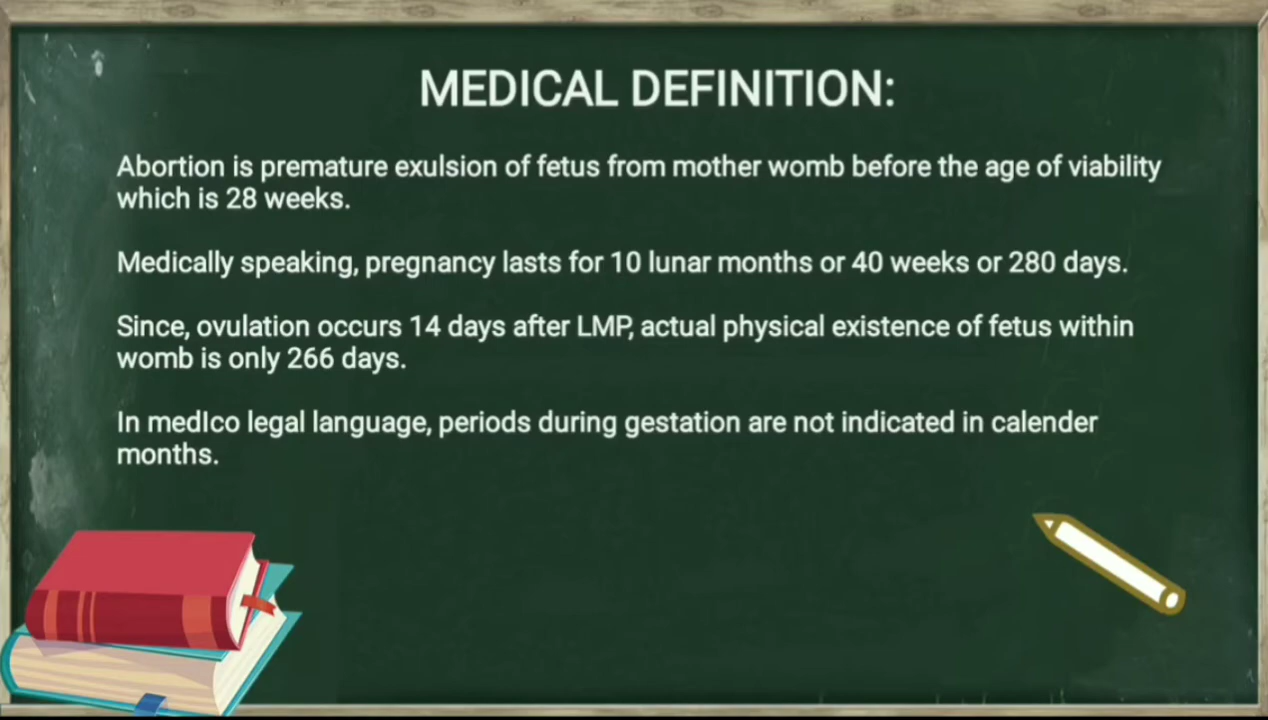 MEDICAL DEFINITION:
Abortion is premature exulsion of fetus from mother womb before the age of viability
which is 28 weeks.
Medically speaking, pregnancy lasts for 10 lunar months or 40 weeks or 280 days.
Since, ovulation occurs 14 days after LMP, actual physical existence of fetus within
womb is only 266 days.
In medIco legal language, periods during gestation are not indicated in calender
months.